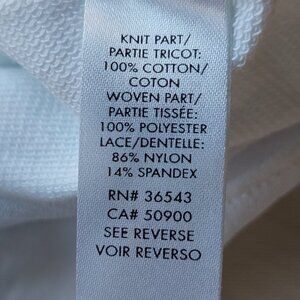 KNIT PART/
PARTIE TRICOT:
100% COTTON/
COTON
WOVEN PART/
PARTIE TISSÉE:
100% POLYESTER
LACE/DENTELLE:
86% NYLON
14% SPANDEX
RN# 36543
CA# 50900
SEE REVERSE
VOIR REVERSO